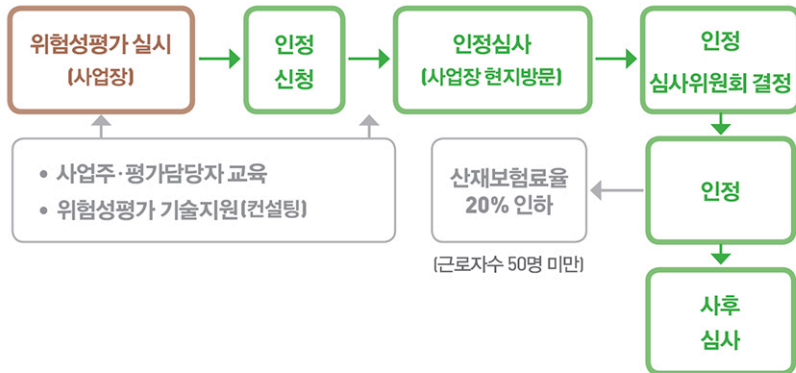 위험성평가 실시
(사업장)
인정
신청
인정심사
(사업장 현지방문)
인정
심사위원회 결정
• 사업주·평가담당자 교육
• 위험성평가 기술지원(컨설팅)
산재보험료율
20% 인하
(근로자수 50명 미만)
인정
사후
심사